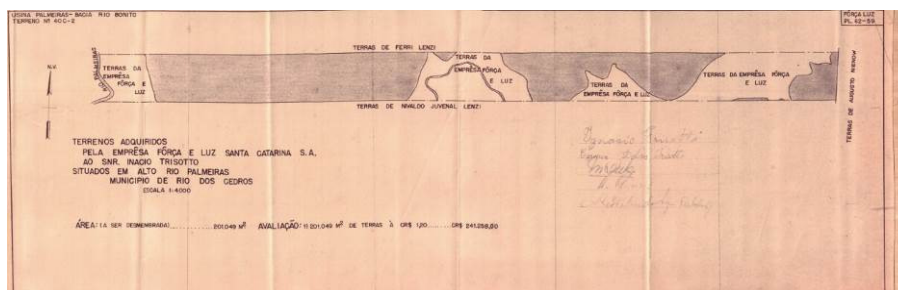 USINA PALMEIRAS - BACIA RIO BONITO
TERRENO Nº 40C-2
FÔRÇA LUZ
PL. 62-59
TERRAS DE FERRI LENZI
N.V.
RIO PALMEIRAS
TERRAS DA
EMPRÊSA
FÔRÇA E
LUZ
TERRAS DA
EMPRÊSA FÔRÇA
E LUZ
TERRAS DA
EMPRÊSA FÔRÇA E LUZ
TERRAS DA EMPRÊSA FÔRÇA
E LUZ
TERRAS DE AUGUSTO
TERRAS DE NIVALDO JUVENAL LENZI
TERRENOS ADQUIRIDOS
PELA EMPRÊSA FÔRÇA E LUZ SANTA CATARINA S.A.
AO SNR. INACIO TRISOTTO
SITUADOS EM ALTO RIO PALMEIRAS
MUNICIPIO DE RIO DOS CEDROS
ESCALA 1:4000
Ignacio Trisotto
ÁREA: (A SER DESMEMBRADA) 201.049 M² AVALIAÇÃO: 201.049 M² DE TERRAS À CR$ 1,20 CR$ 241.258,80